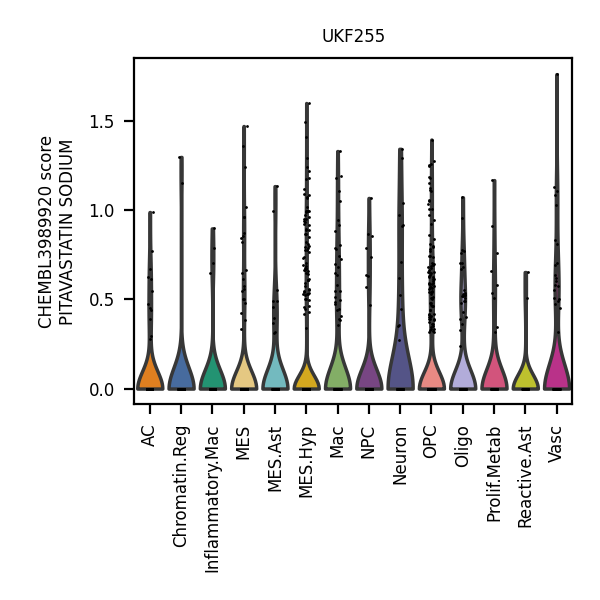 UKF255
CHEMBL3989920 score
PITAVASTATIN SODIUM
1.5
1.0
0.5
0.0
AC
Chromatin.Reg
Inflammatory.Mac
MES
MES.Ast
MES.Hyp
Mac
NPC
Neuron
OPC
Oligo
Prolif.Metab
Reactive.Ast
Vasc